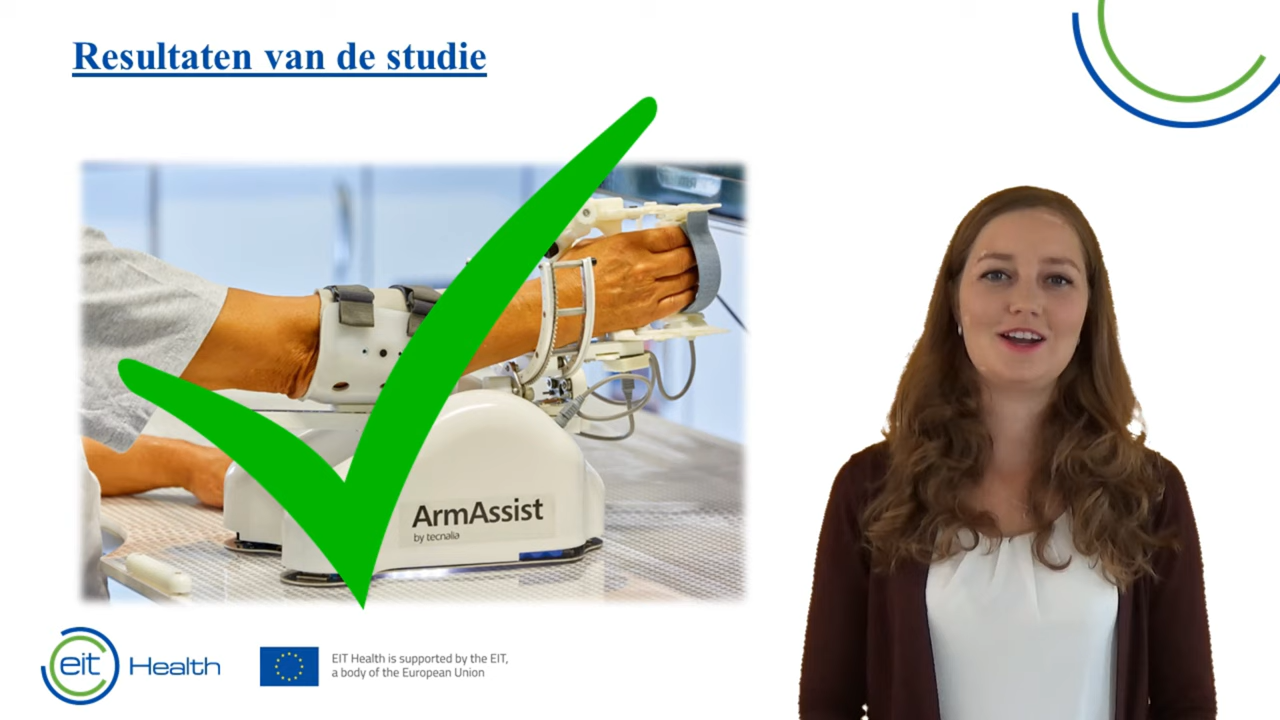 Resultaten van de studie
ArmAssist
by tecnalia
eit Health
EIT Health is supported by the EIT,
a body of the European Union